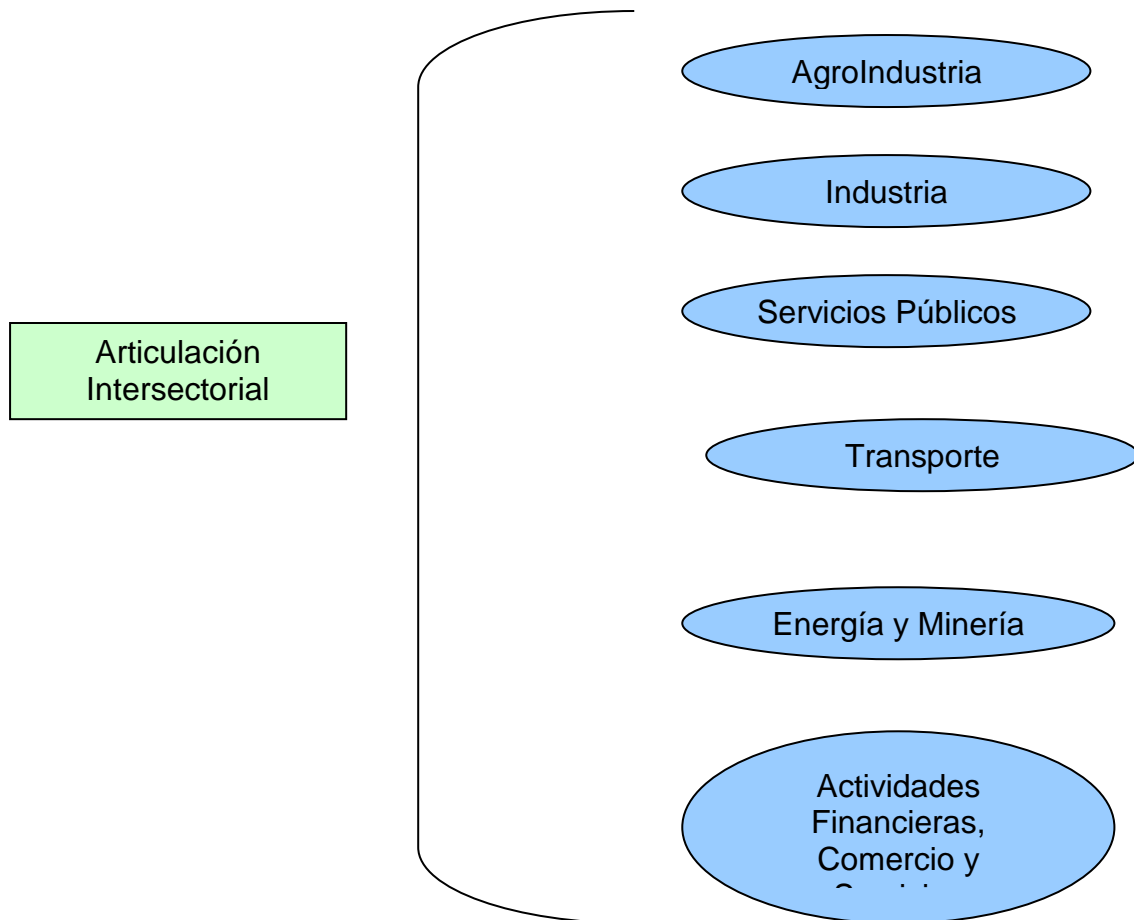 AgroIndustria
Industria
Servicios Públicos
Articulación
Intersectorial
Transporte
Energía y Minería
Actividades
Financieras,
Comercio y